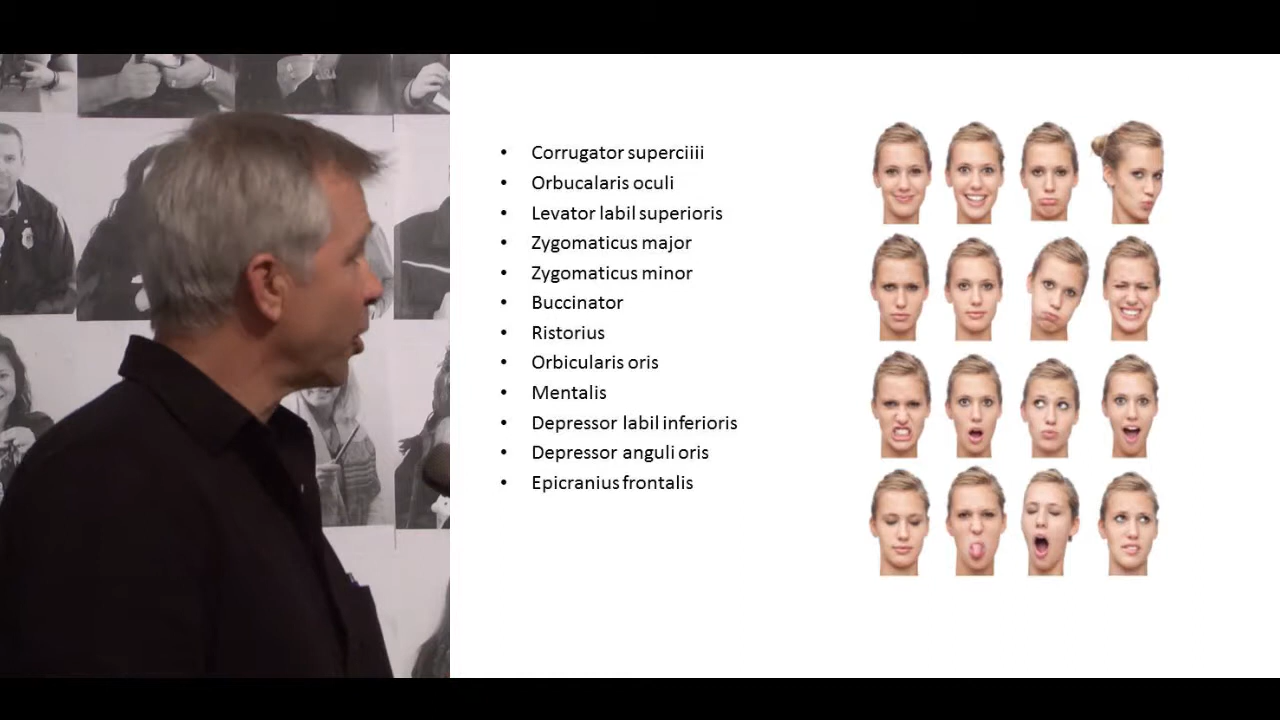 • Corrugator superciiii
• Orbucalaris oculi
• Levator labil superioris
• Zygomaticus major
• Zygomaticus minor
• Buccinator
• Ristorius
• Orbicularis oris
• Mentalis
• Depressor labil inferioris
• Depressor anguli oris
• Epicranius frontalis